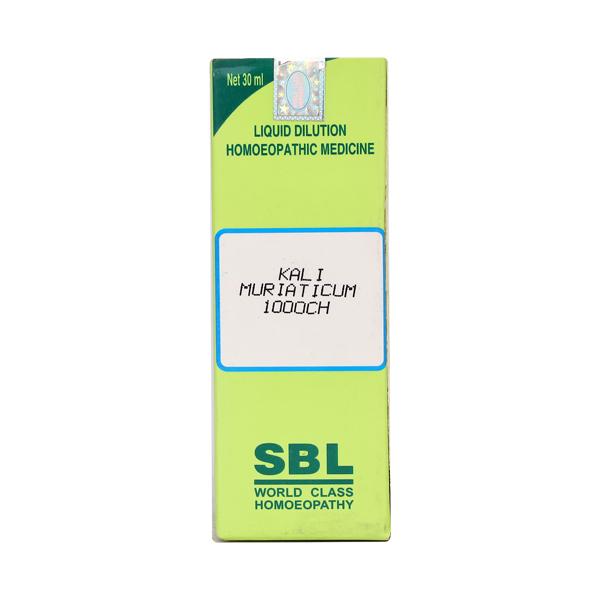 Net 30 ml
LIQUID DILUTION
HOMOEOPATHIC MEDICINE
KALI
MURIATICUM
1000CH
SBL
WORLD CLASS
HOMOEOPATHY